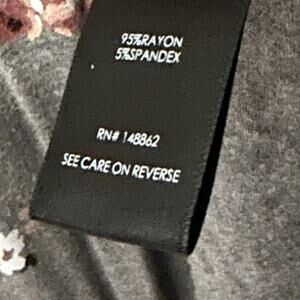 95%RAYON
5%SPANDEX
RN# 148862
SEE CARE ON REVERSE